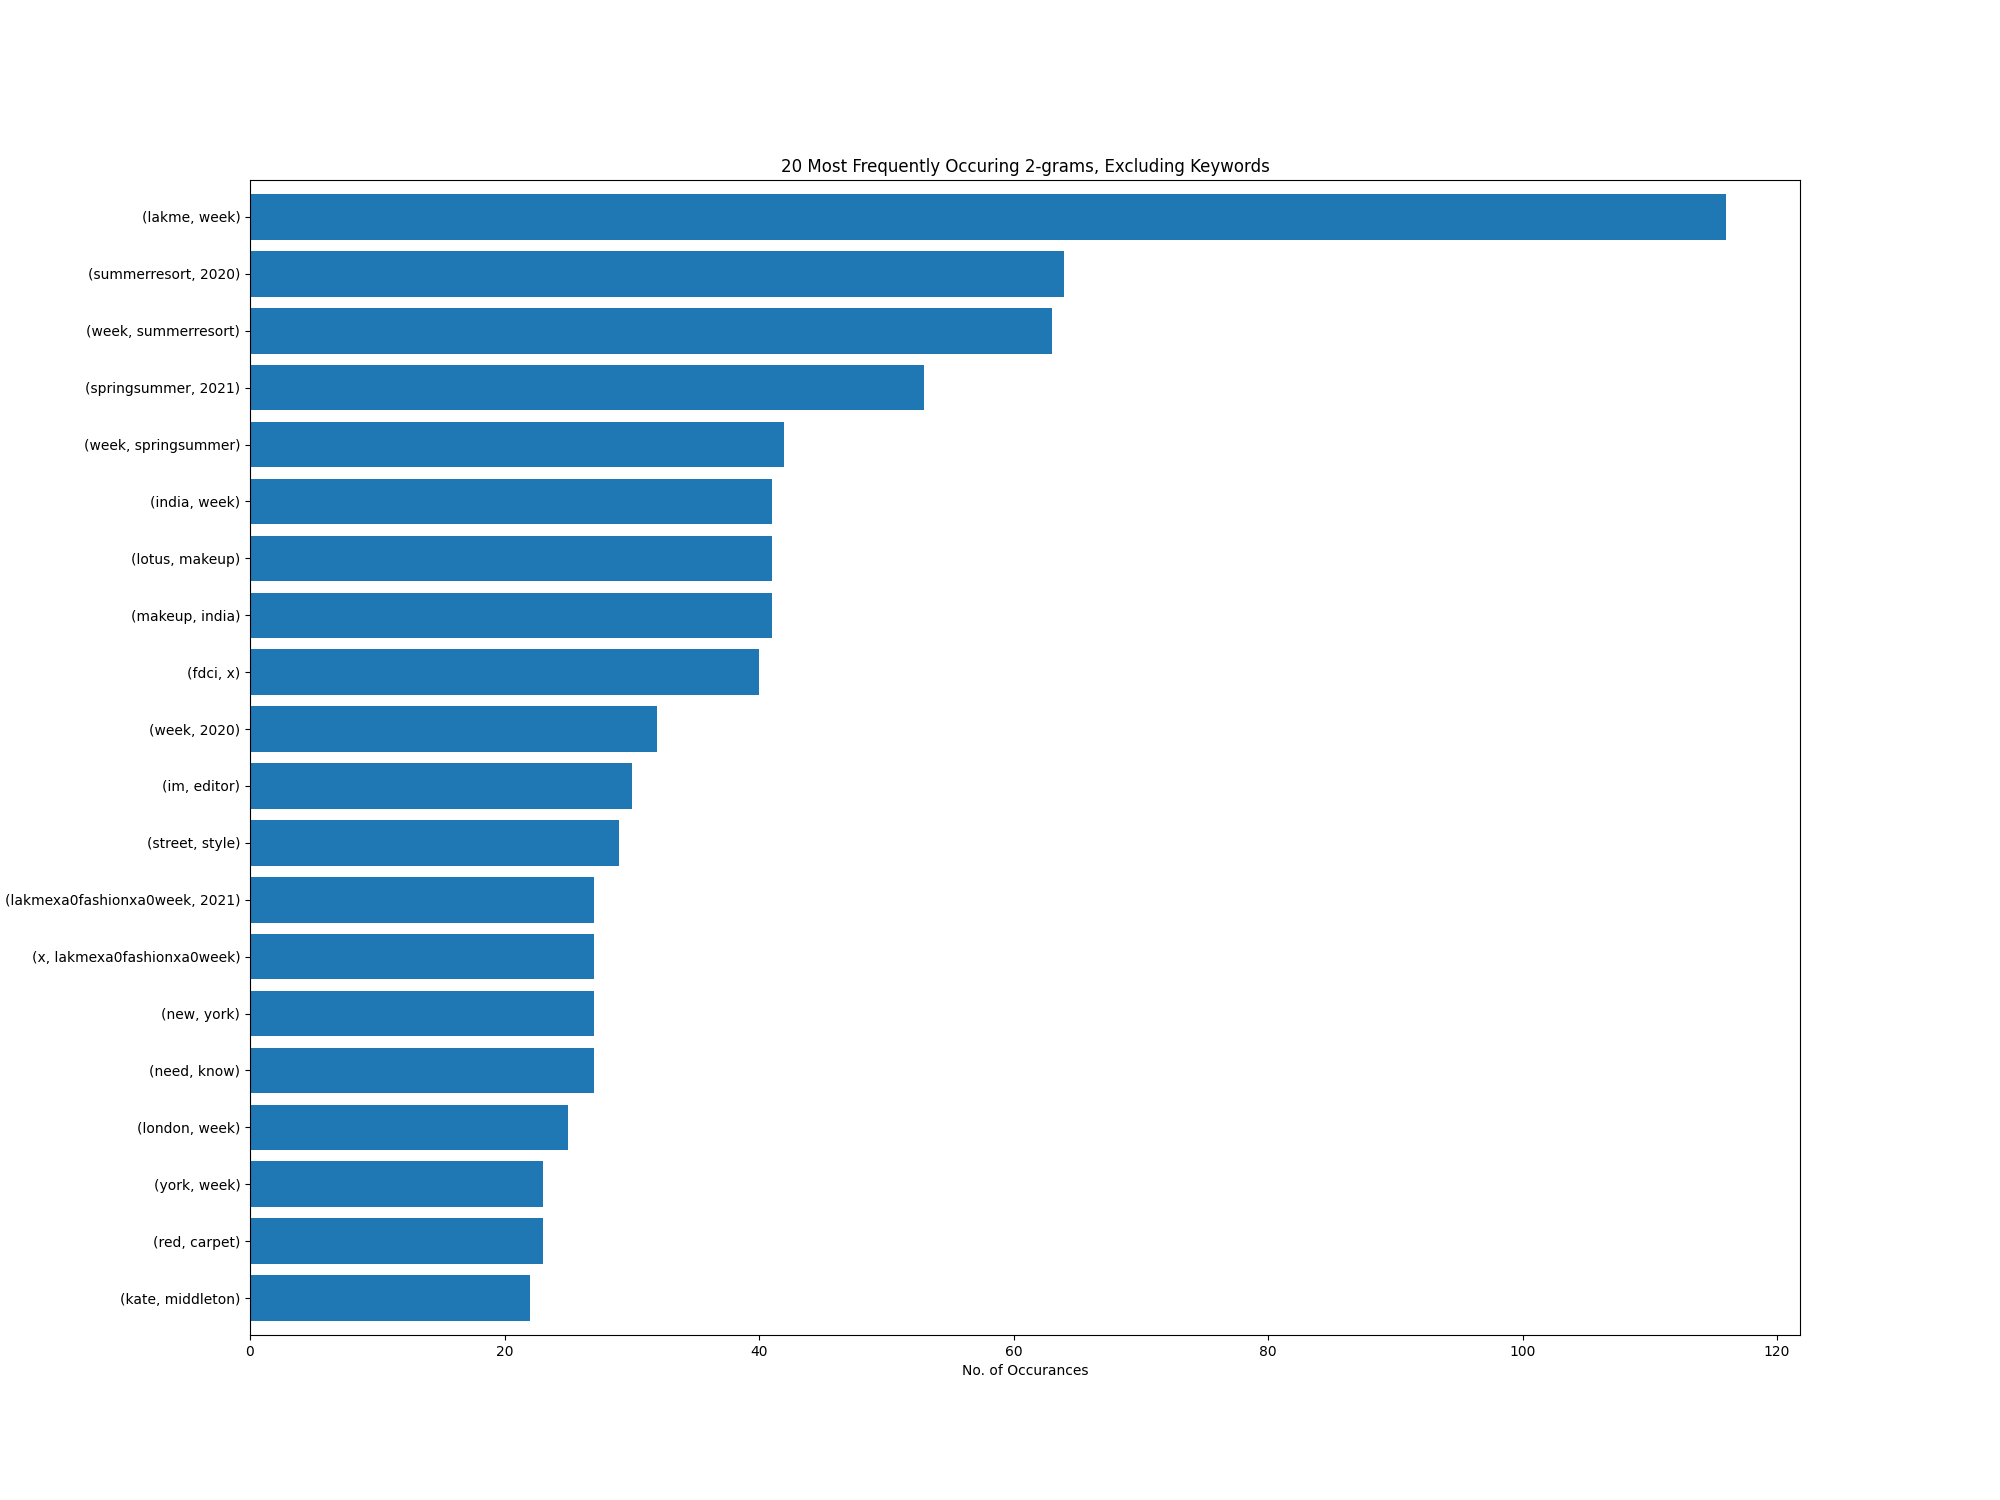 20 Most Frequently Occuring 2-grams, Excluding Keywords
(lakme, week)
(summerresort, 2020)
(week, summerresort)
(springsummer, 2021)
(week, springsummer)
(india, week)
(lotus, makeup)
(makeup, india)
(fdci, x)
(week, 2020)
(im, editor)
(street, style)
(lakmexa0fashionxa0week, 2021)
(x, lakmexa0fashionxa0week)
(new, york)
(need, know)
(london, week)
(york, week)
(red, carpet)
(kate, middleton)
0 20 40 60 80 100 120
No. of Occurances